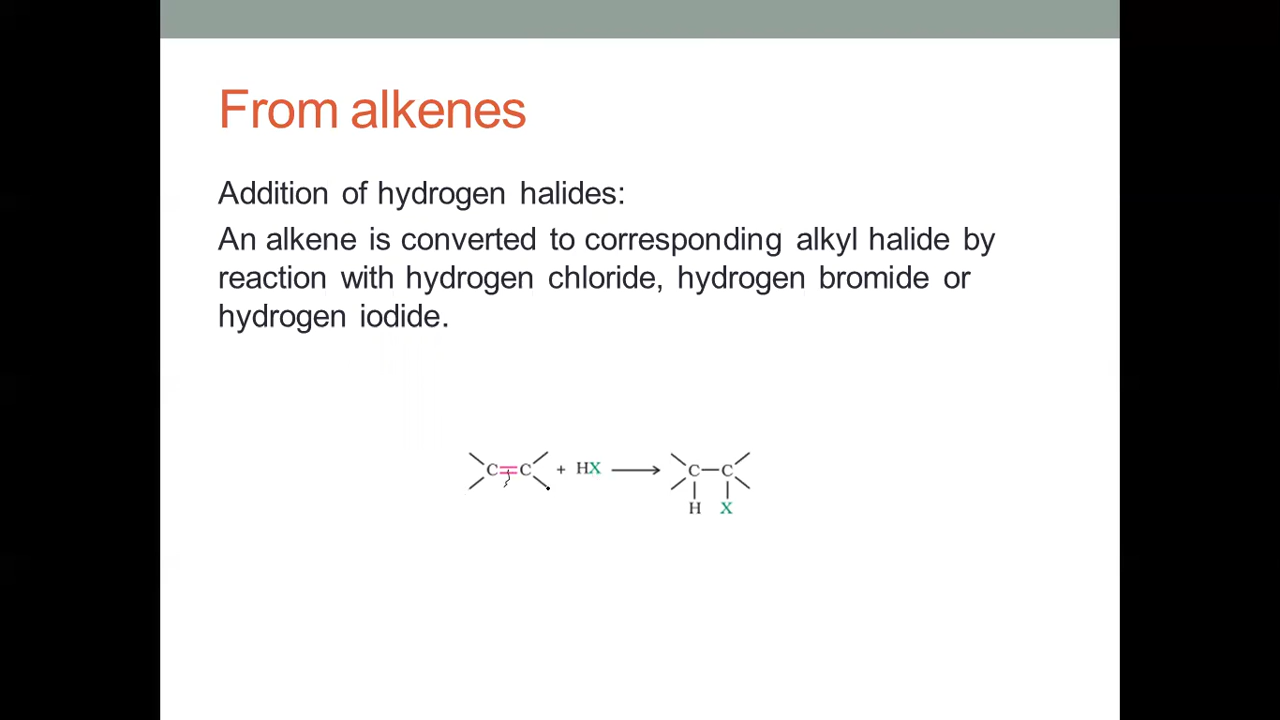 From alkenes
Addition of hydrogen halides:
An alkene is converted to corresponding alkyl halide by
reaction with hydrogen chloride, hydrogen bromide or
hydrogen iodide.
C=C + HX ⟶ C—C
H X